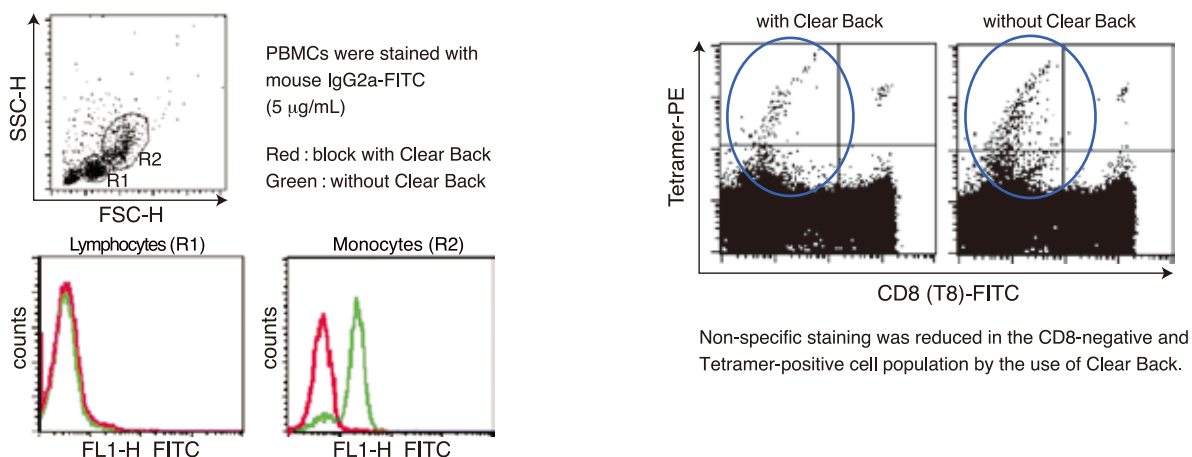 SSC-H
R2
R1
FSC-H
PBMCs were stained with
mouse IgG2a-FITC
(5 μg/mL)
Red : block with Clear Back
Green : without Clear Back
Lymphocytes (R1)
counts
FL1-H FITC
Monocytes (R2)
counts
FL1-H FITC
with Clear Back
without Clear Back
Tetramer-PE
CD8 (T8)-FITC
Non-specific staining was reduced in the CD8-negative and
Tetramer-positive cell population by the use of Clear Back.